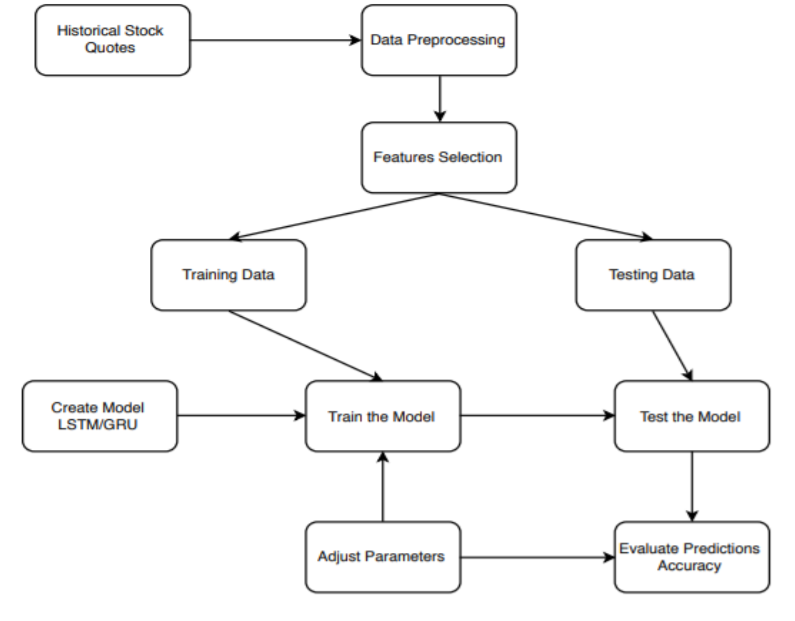 Historical Stock
Quotes
Data Preprocessing
Features Selection
Training Data
Testing Data
Create Model
LSTM/GRU
Train the Model
Test the Model
Adjust Parameters
Evaluate Predictions
Accuracy